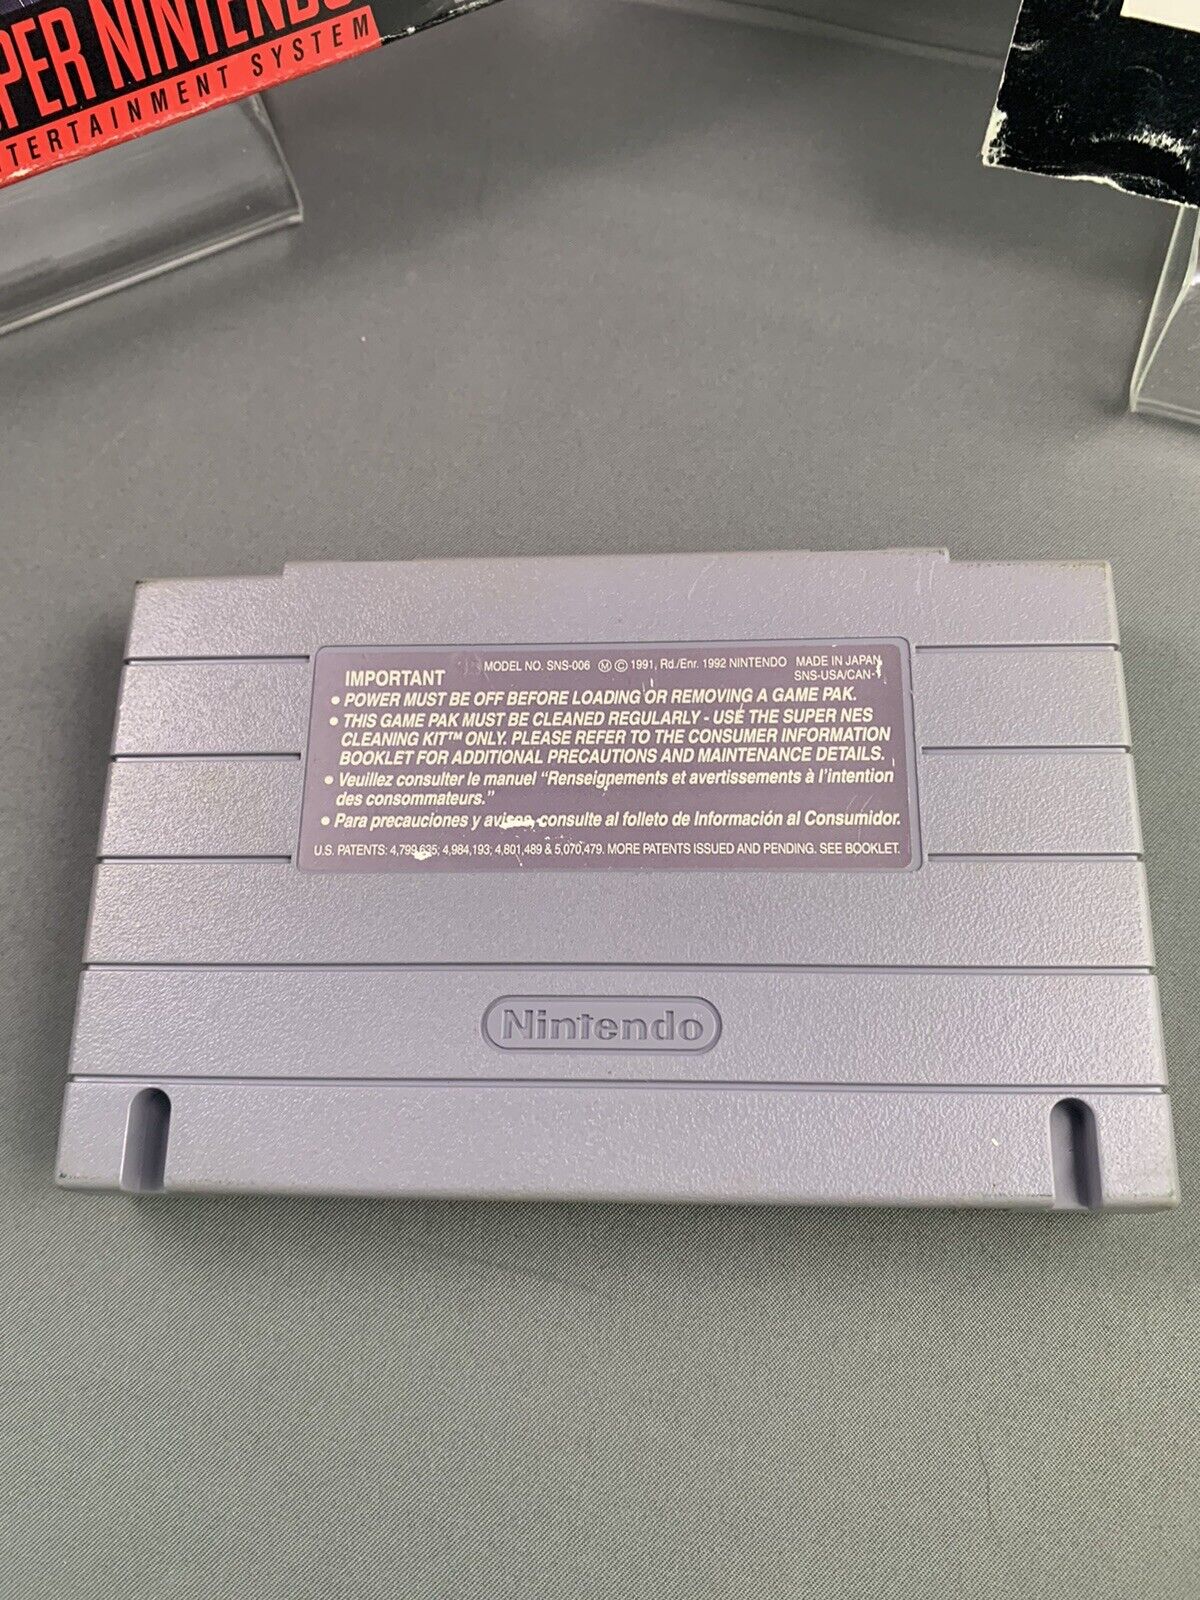 PER NINTENDO
ENTERTAINMENT SYSTEM
IMPORTANT MODEL NO. SNS-006 Ⓜ © 1991, Rd./Enr. 1992 NINTENDO MADE IN JAPAN
SNS-USA/CAN-1
• POWER MUST BE OFF BEFORE LOADING OR REMOVING A GAME PAK.
• THIS GAME PAK MUST BE CLEANED REGULARLY - USE THE SUPER NES
CLEANING KIT™ ONLY. PLEASE REFER TO THE CONSUMER INFORMATION
BOOKLET FOR ADDITIONAL PRECAUTIONS AND MAINTENANCE DETAILS.
• Veuillez consulter le manuel "Renseignements et avertissements à l'intention
des consommateurs."
• Para precauciones y avisos, consulte al folleto de Información al Consumidor.
U.S. PATENTS: 4,799,635; 4,984,193; 4,801,489 & 5,070,479. MORE PATENTS ISSUED AND PENDING. SEE BOOKLET.
Nintendo